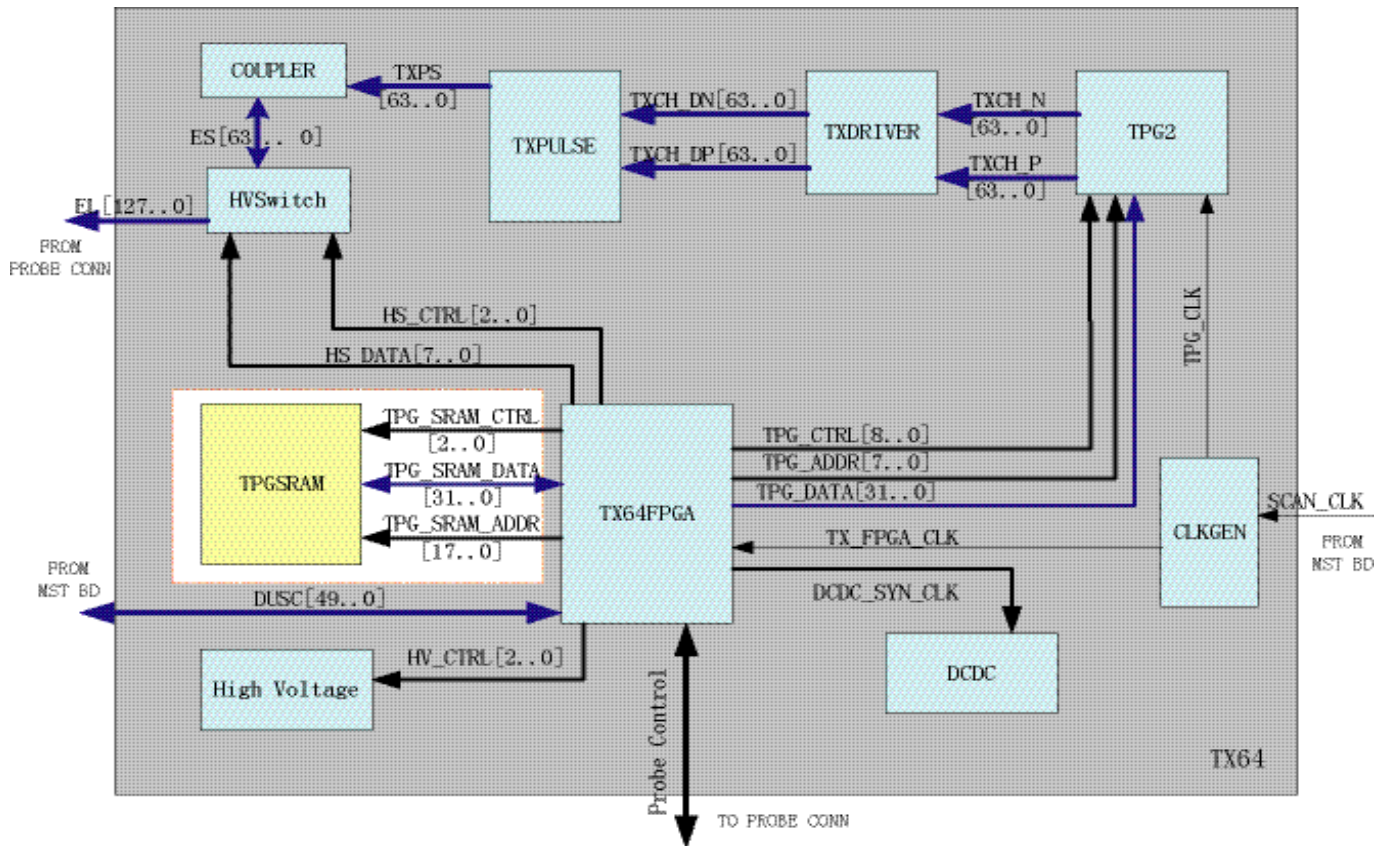 COUPLER
TXPS
[63..0]
TXPULSE
TXCH_DN[63..0]
TXCH_DP[63..0]
TXDRIVER
TXCH_N
[63..0]
TXCH_P
[63..0]
TPG2
ES[63.. 0]
HVSwitch
EL[127..0]
FROM
PROBE CONN
HS_CTRL[2..0]
HS_DATA[7..0]
TPG_CLK
TPGSRAM
TPG_SRAM_CTRL
[2..0]
TPG_SRAM_DATA
[31..0]
TPG_SRAM_ADDR
[17..0]
TX64FPGA
TPG_CTRL[8..0]
TPG_ADDR[7..0]
TPG_DATA[31..0]
TX_FPGA_CLK
CLKGEN
SCAN_CLK
FROM
MST BD
FROM
MST BD
DUSC[49..0]
DCDC_SYN_CLK
HV_CTRL[2..0]
High Voltage
DCDC
Probe Control
TX64
TO PROBE CONN